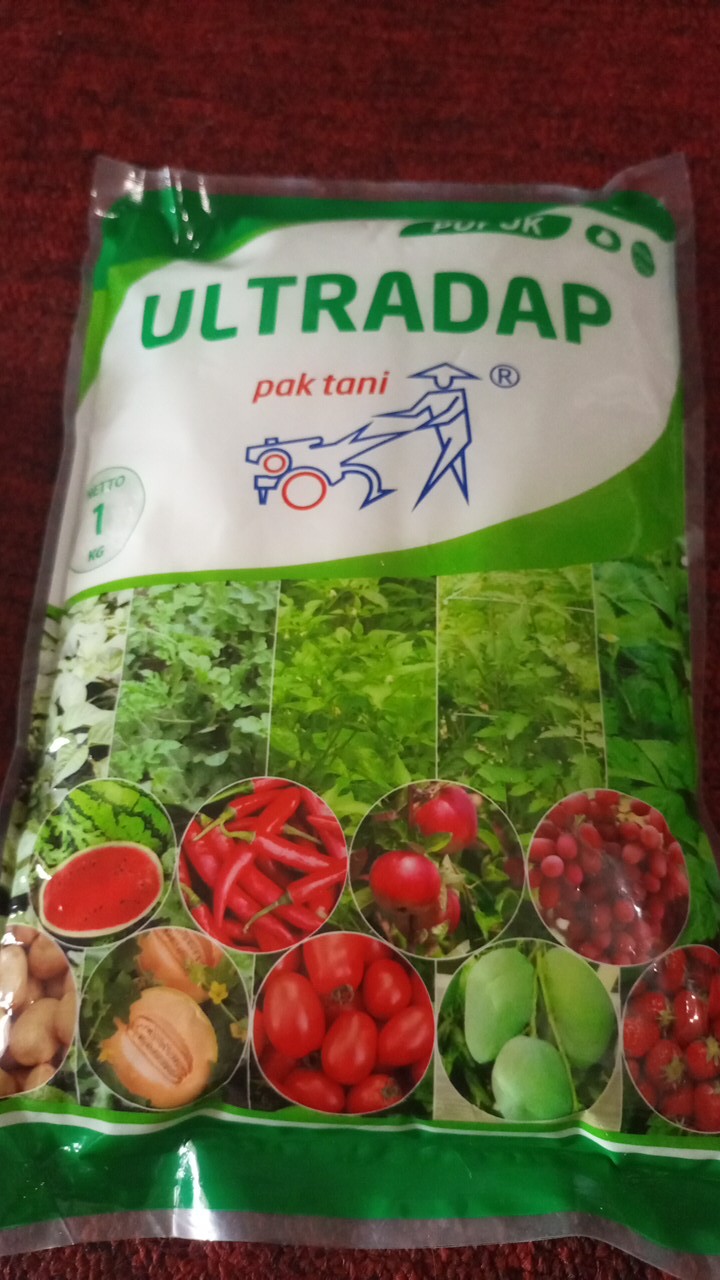 PUPUK
ULTRADAP
pak tani ®
NETTO
1
KG